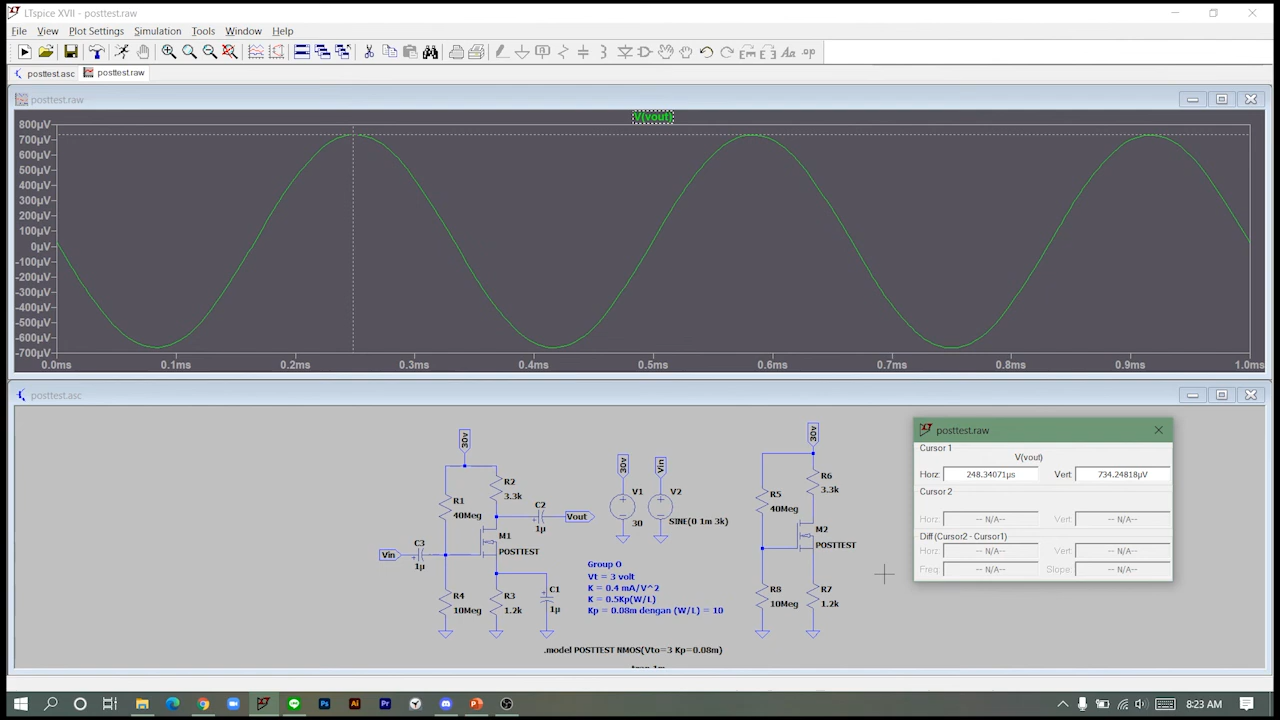 LTspice XVII - posttest.raw
File View Plot Settings Simulation Tools Window Help
posttest.asc posttest.raw
posttest.raw
V(vout)
800µV
700µV
600µV
500µV
400µV
300µV
200µV
100µV
0µV
-100µV
-200µV
-300µV
-400µV
-500µV
-600µV
-700µV
0.0ms 0.1ms 0.2ms 0.3ms 0.4ms 0.5ms 0.6ms 0.7ms 0.8ms 0.9ms 1.0ms
posttest.asc
30v
R1
40Meg
R2
3.3k
C2
1µ
Vout
M1
POSTTEST
Vin
C3
1µ
R4
10Meg
R3
1.2k
C1
1µ
30v
V1
30
Vin
V2
SINE(0 1m 3k)
Group O
Vt = 3 volt
K = 0.4 mA/V^2
K = 0.5Kp(W/L)
Kp = 0.08m dengan (W/L) = 10
.model POSTTEST NMOS(Vto=3 Kp=0.08m)
.tran 1m
30v
R5
40Meg
R6
3.3k
M2
POSTTEST
R8
10Meg
R7
1.2k
posttest.raw
Cursor 1
V(vout)
Horz: 248.34071µs Vert: 734.24818µV
Cursor 2
Horz: -- N/A-- Vert: -- N/A--
Diff (Cursor2 - Cursor1)
Horz: -- N/A-- Vert: -- N/A--
Freq: -- N/A-- Slope: -- N/A--
8:23 AM